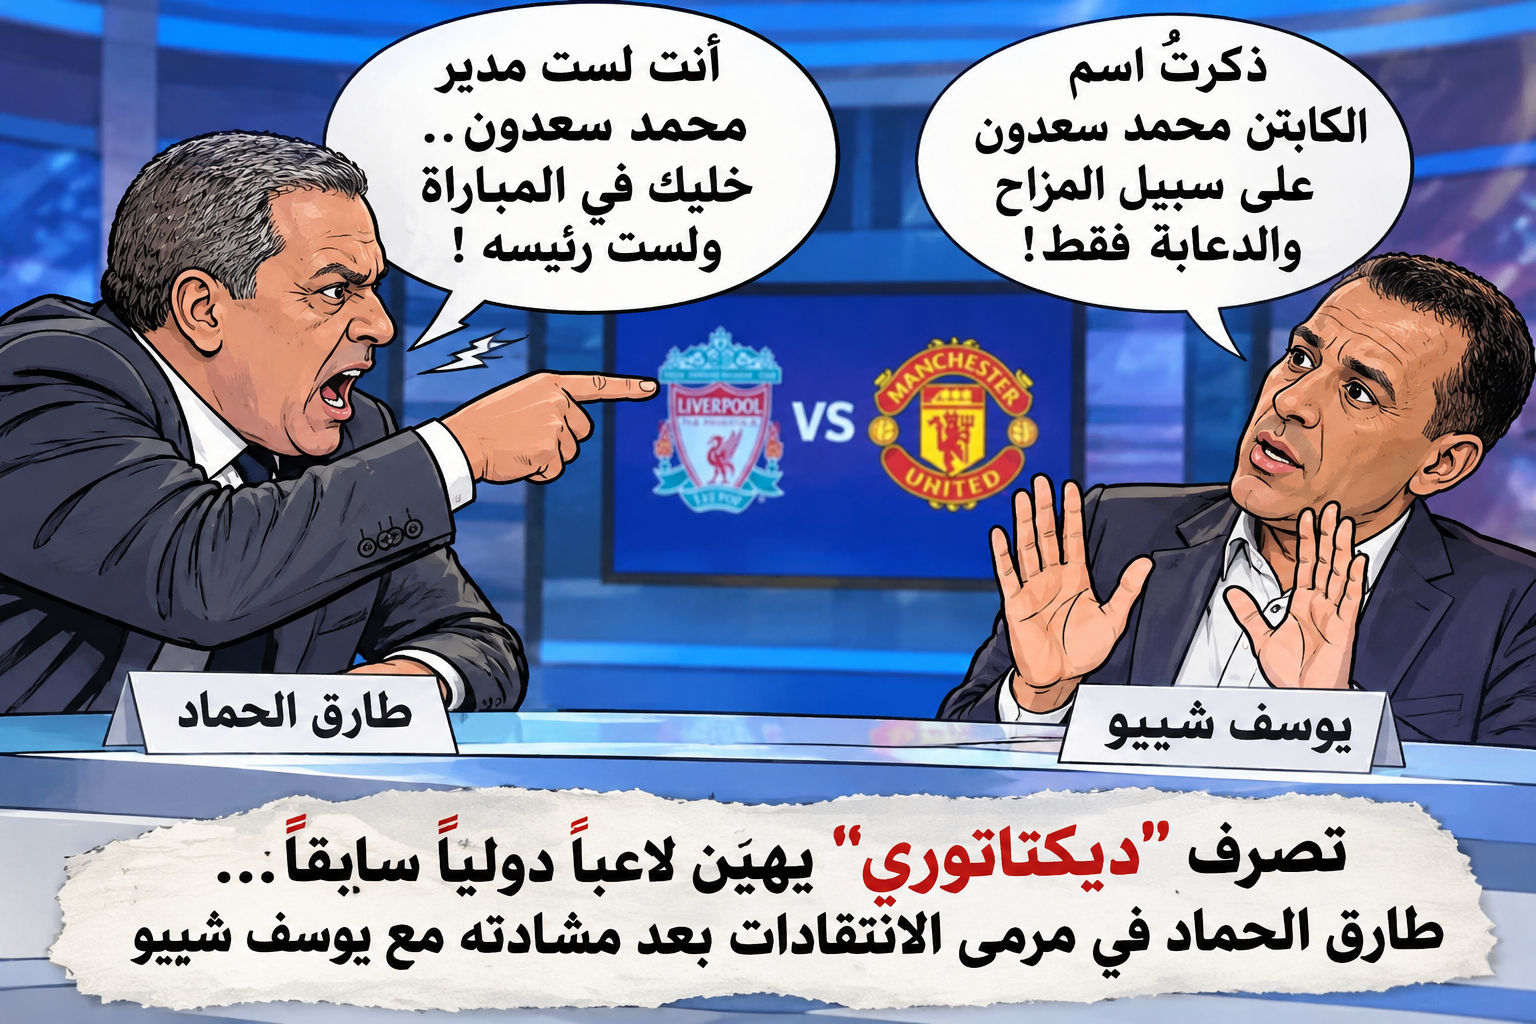 أنت لست مدير
محمد سعدون..
خليك في المباراة
ولست رئيسه !
ذكرتُ اسم
الكابتن محمد سعدون
على سبيل المزاح
والدعابة فقط!
LIVERPOOL
VS
MANCHESTER
UNITED
طارق الحماد
يوسف شييو
تصرف "ديكتاتوري" يهيَن لاعباً دولياً سابقاً...
طارق الحماد في مرمى الانتقادات بعد مشادته مع يوسف شييو